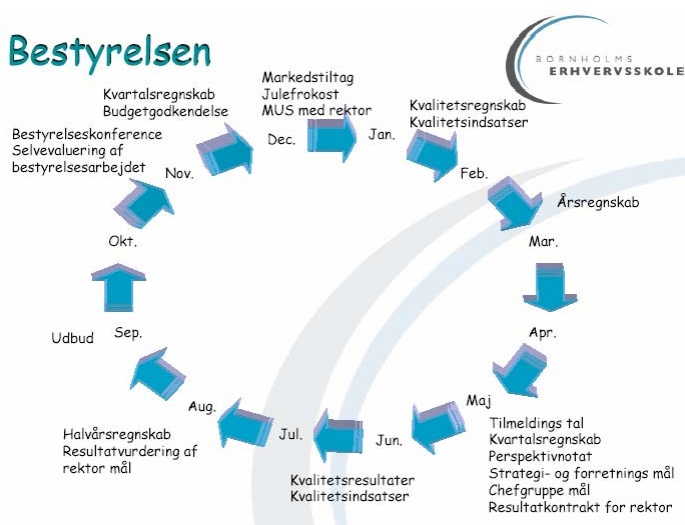 Bestyrelsen
BORNHOLMS
ERHVERVSSKOLE
Markedstiltag
Julefrokost
MUS med rektor
Dec.
Jan.
Kvalitetsregnskab
Kvalitetsindsatser
Feb.
Årsregnskab
Mar.
Apr.
Maj
Tilmeldings tal
Kvartalsregnskab
Perspektivnotat
Strategi- og forretnings mål
Chefgruppe mål
Resultatkontrakt for rektor
Jun.
Kvalitetsresultater
Kvalitetsindsatser
Jul.
Aug.
Halvårsregnskab
Resultatvurdering af
rektor mål
Udbud
Sep.
Okt.
Bestyrelseskonference
Selvevaluering af
bestyrelsesarbejdet
Nov.
Kvartalsregnskab
Budgetgodkendelse